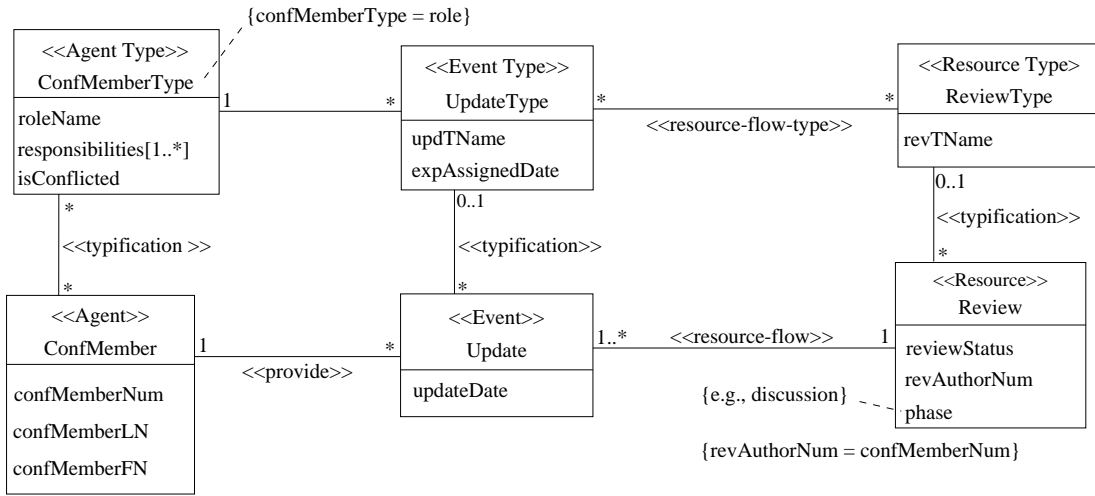 {confMemberType = role}
<<Agent Type>>
ConfMemberType
roleName
responsibilities[1..*]
isConflicted
1
*
<<Event Type>>
UpdateType
updTName
expAssignedDate
*
*
<<resource-flow-type>>
<<Resource Type>
ReviewType
revTName
*
<<typification >>
*
0..1
<<typification>>
*
0..1
<<typification>>
*
<<Agent>>
ConfMember
confMemberNum
confMemberLN
confMemberFN
1
*
<<provide>>
<<Event>>
Update
updateDate
1..*
<<resource-flow>>
1
<<Resource>>
Review
reviewStatus
revAuthorNum
phase
{e.g., discussion}
{revAuthorNum = confMemberNum}